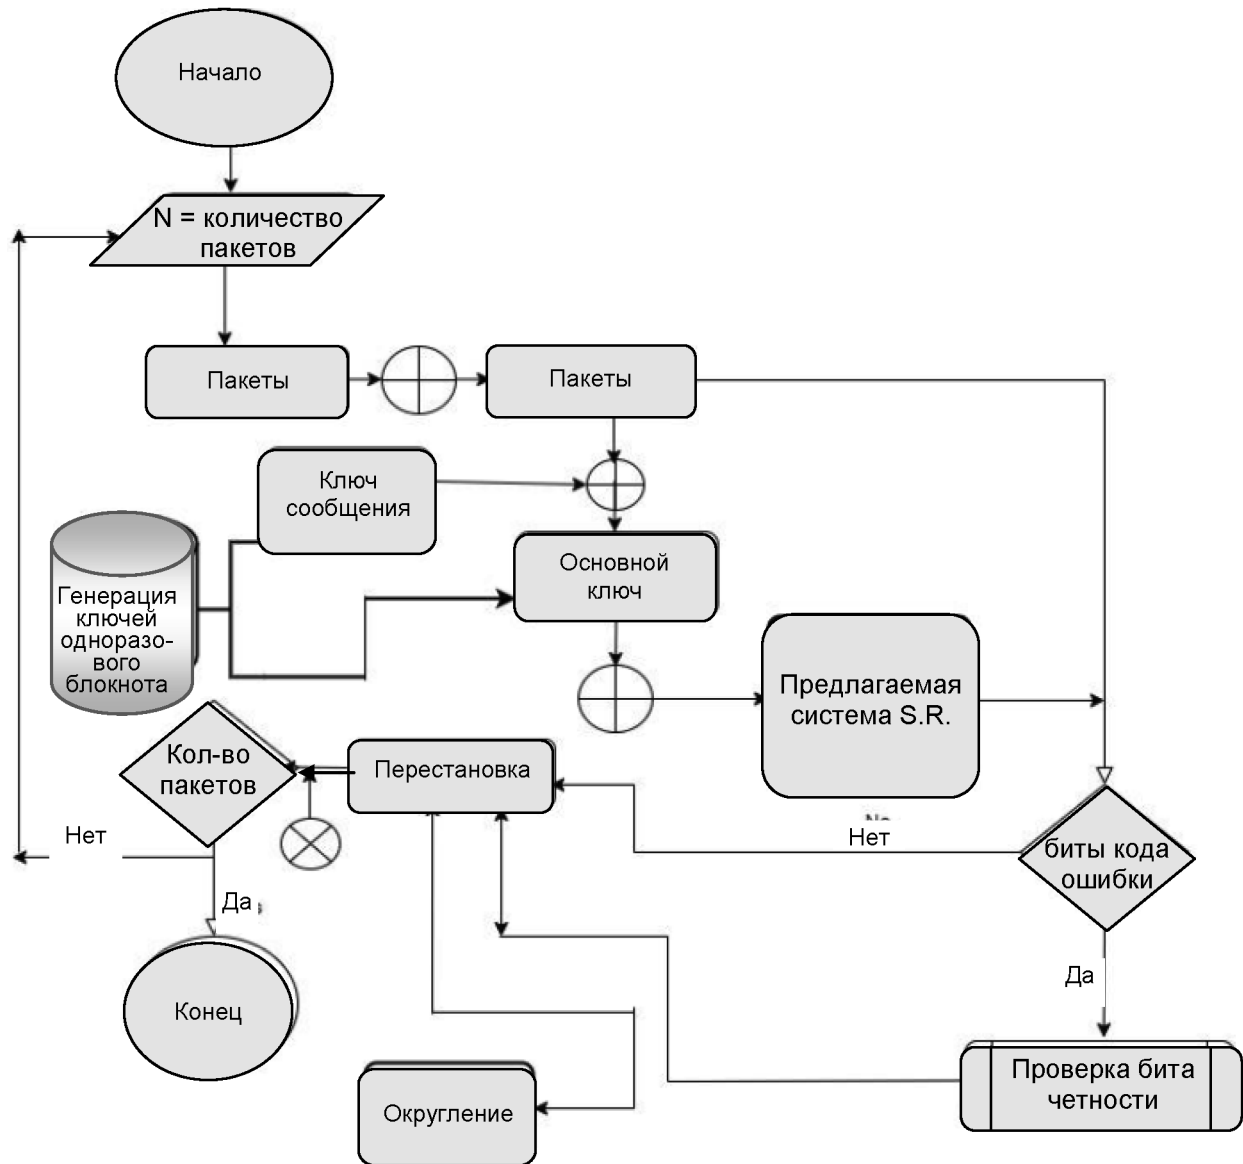 Начало
N = количество
пакетов
Пакеты
Пакеты
Ключ
сообщения
Основной
ключ
Генерация
ключей
одноразо-
вого
блокнота
Предлагаемая
система S.R.
Кол-во
пакетов
Перестановка
Нет
Нет
биты кода
ошибки
Да
Да
Конец
Проверка бита
четности
Округление